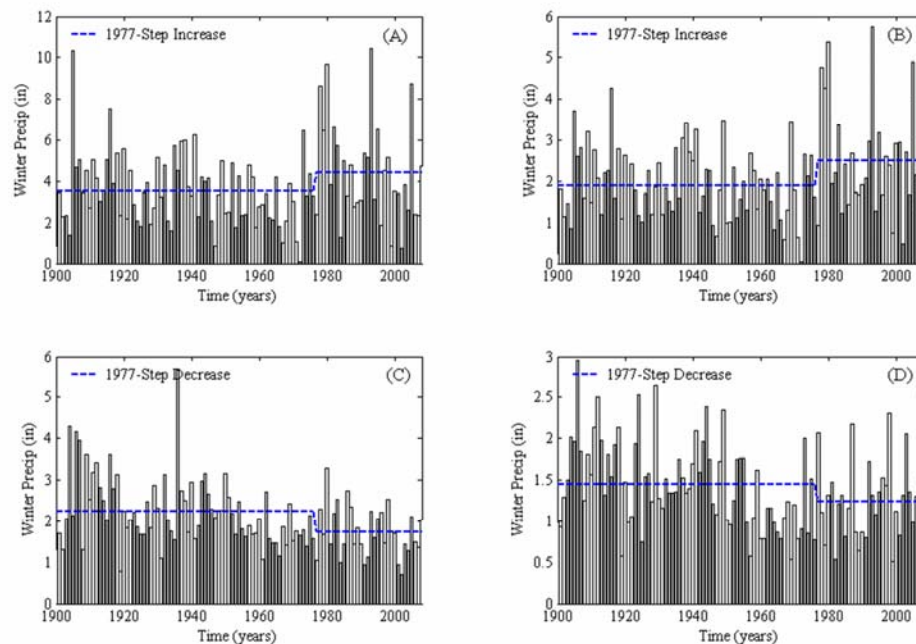 12
10
8
6
4
2
0
Winter Precip (in)
1977-Step Increase
(A)
1900 1920 1940 1960 1980 2000
Time (years)
6
5
4
3
2
1
0
Winter Precip (in)
1977-Step Increase
(B)
1900 1920 1940 1960 1980 2000
Time (years)
6
5
4
3
2
1
0
Winter Precip (in)
1977-Step Decrease
(C)
1900 1920 1940 1960 1980 2000
Time (years)
3
2.5
2
1.5
1
0.5
0
Winter Precip (in)
1977-Step Decrease
(D)
1900 1920 1940 1960 1980 2000
Time (years)